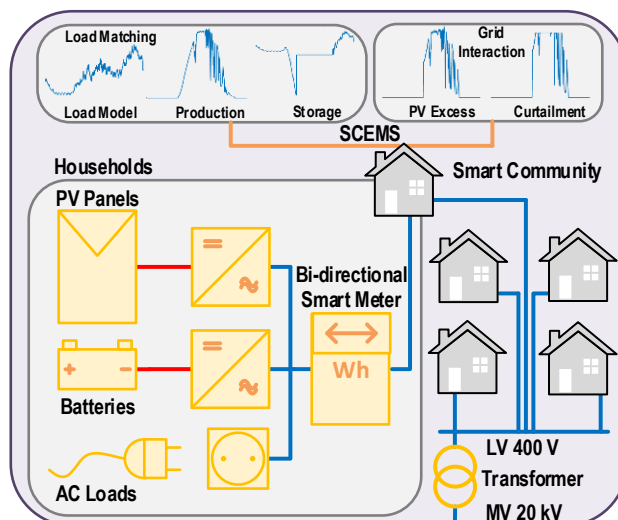 Load Matching
Load Model
Production
Storage
Grid
Interaction
PV Excess
Curtailment
SCEMS
Households
Smart Community
PV Panels
Bi-directional
Smart Meter
Wh
Batteries
AC Loads
LV 400 V
Transformer
MV 20 kV